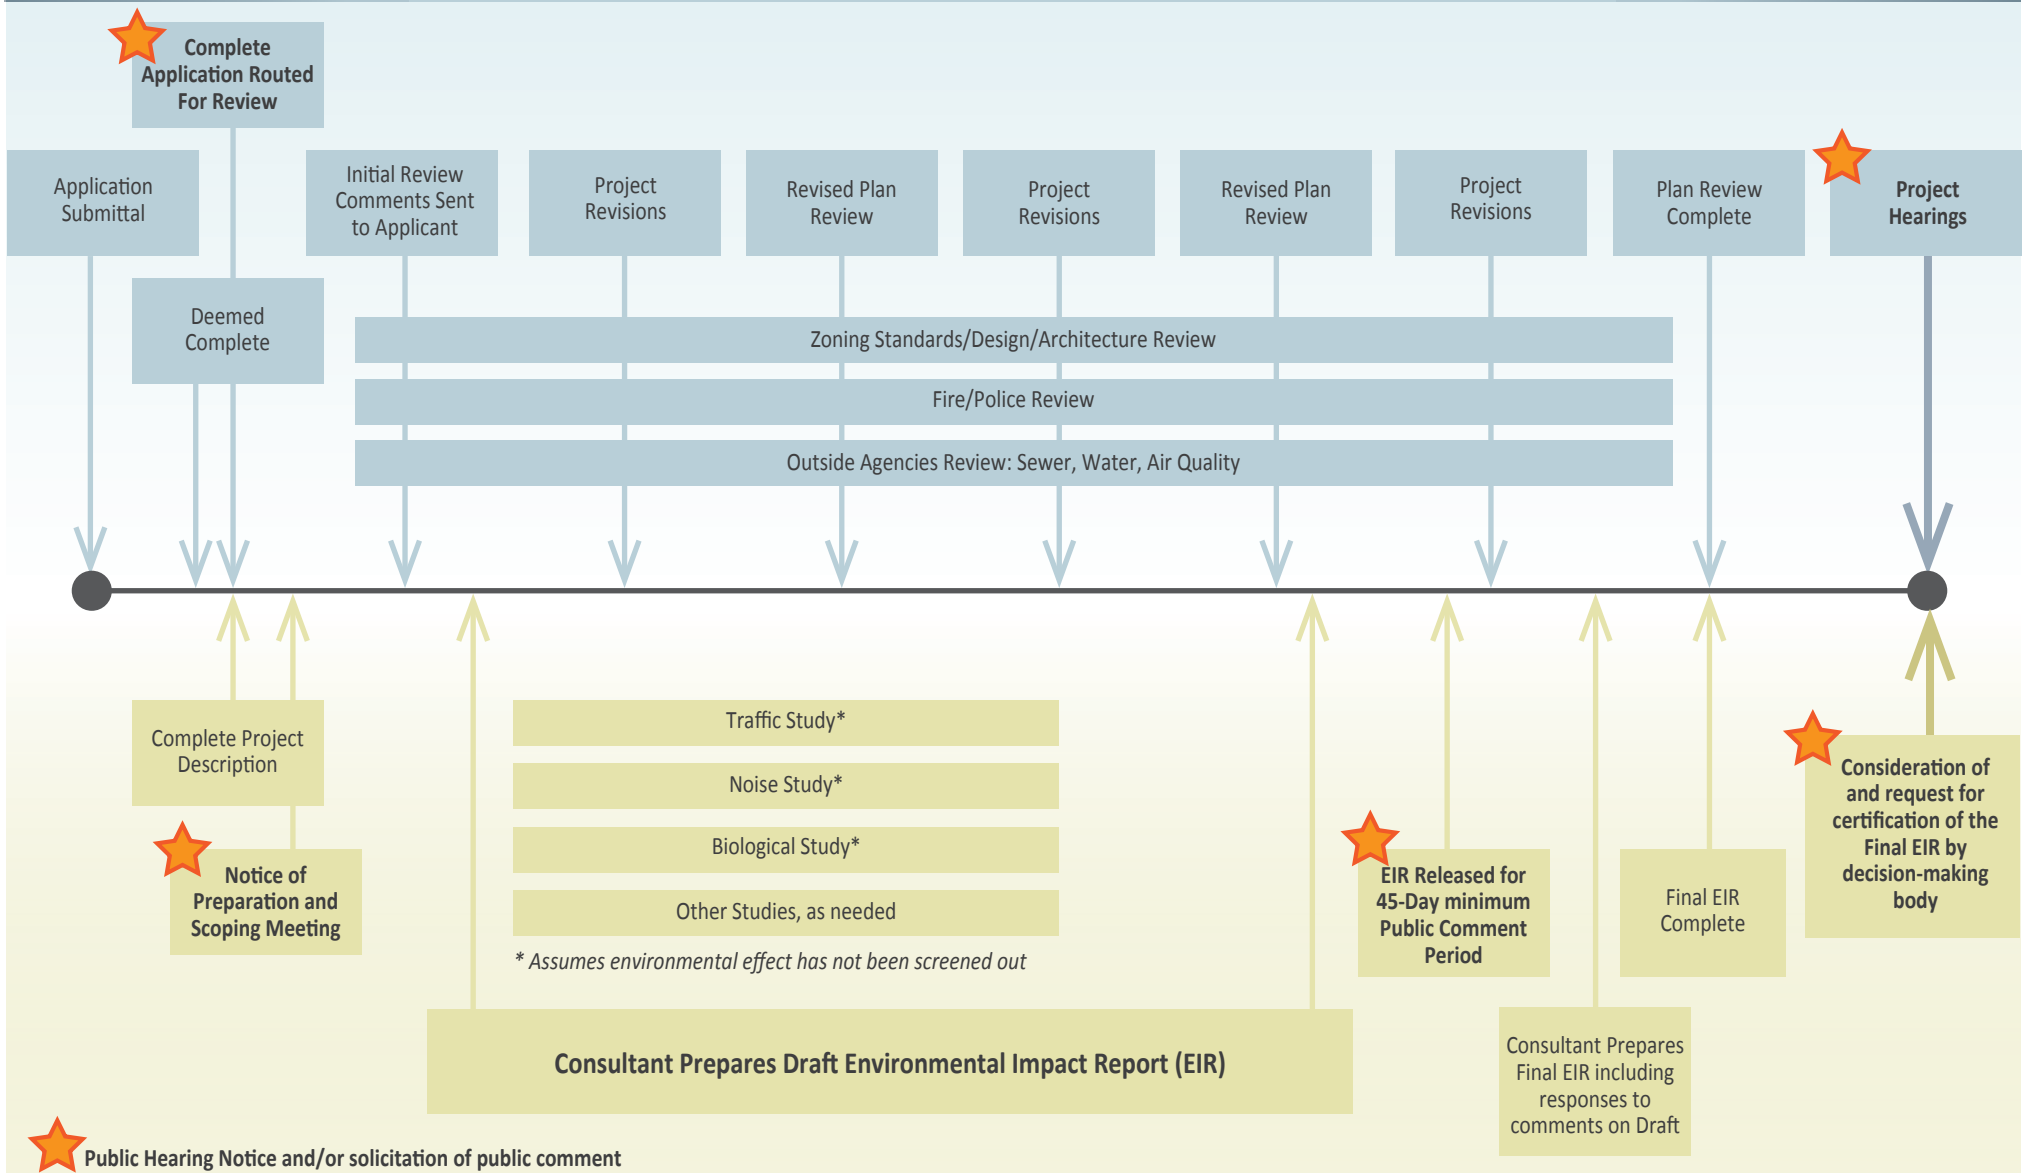 Complete
Application Routed
For Review
Application
Submittal
Initial Review
Comments Sent
to Applicant
Project
Revisions
Revised Plan
Review
Project
Revisions
Revised Plan
Review
Project
Revisions
Plan Review
Complete
Project
Hearings
Deemed
Complete
Zoning Standards/Design/Architecture Review
Fire/Police Review
Outside Agencies Review: Sewer, Water, Air Quality
Complete Project
Description
Notice of
Preparation and
Scoping Meeting
Traffic Study*
Noise Study*
Biological Study*
Other Studies, as needed
* Assumes environmental effect has not been screened out
Consultant Prepares Draft Environmental Impact Report (EIR)
EIR Released for
45-Day minimum
Public Comment
Period
Consultant Prepares
Final EIR including
responses to
comments on Draft
Final EIR
Complete
Consideration of
and request for
certification of the
Final EIR by
decision-making
body
Public Hearing Notice and/or solicitation of public comment